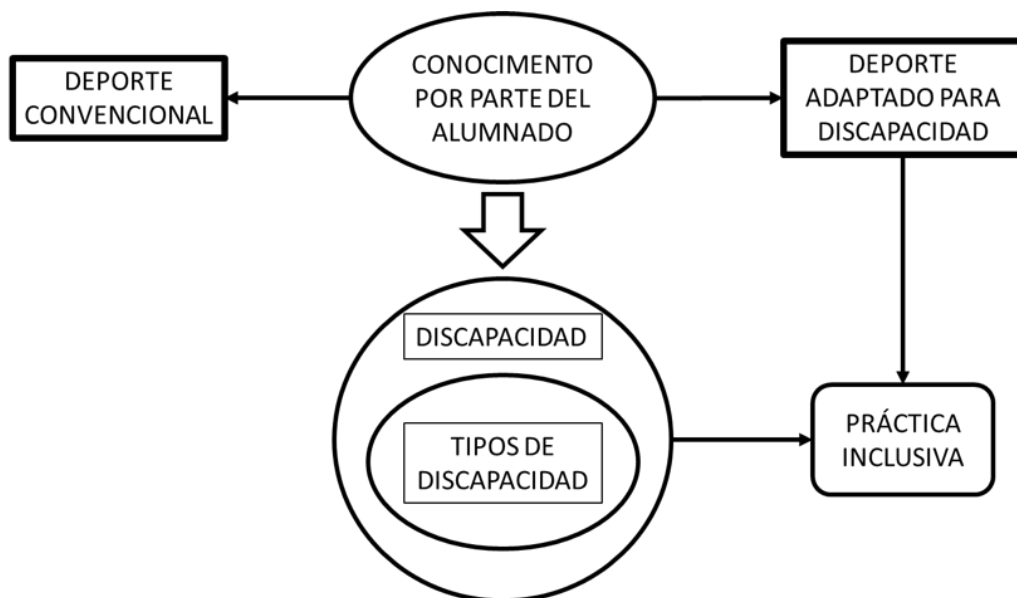 DEPORTE
CONVENCIONAL
CONOCIMENTO
POR PARTE DEL
ALUMNADO
DEPORTE
ADAPTADO PARA
DISCAPACIDAD
DISCAPACIDAD
TIPOS DE
DISCAPACIDAD
PRÁCTICA
INCLUSIVA